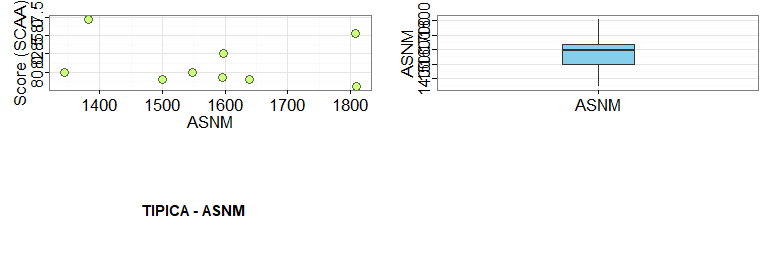 Score (SCAA)
1400 1500 1600 1700 1800
ASNM
ASNM
ASNM
TIPICA - ASNM